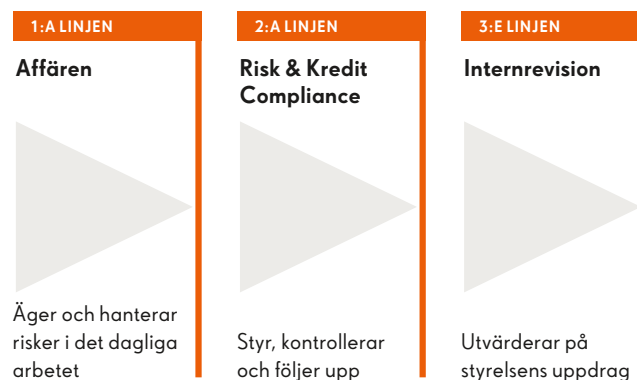 1:A LINJEN
Affären
Äger och hanterar
risker i det dagliga
arbetet
2:A LINJEN
Risk & Kredit
Compliance
Styr, kontrollerar
och följer upp
3:E LINJEN
Internrevision
Utvärderar på
styrelsens uppdrag